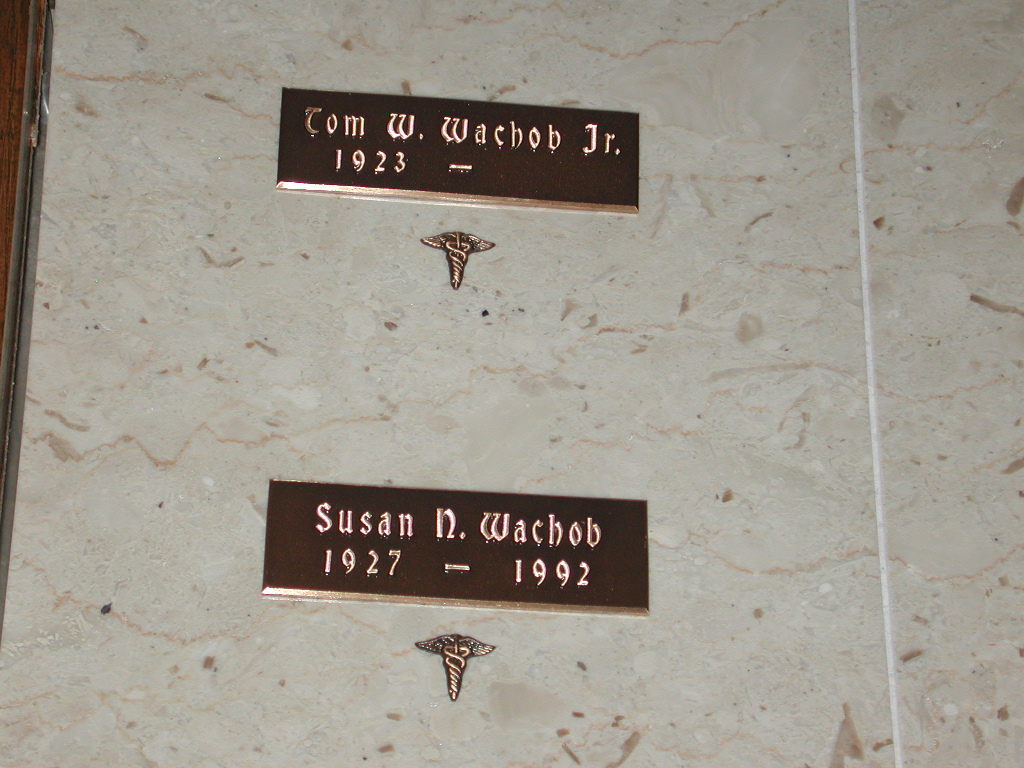 Tom W. Wachob Jr.
1923 —
Susan N. Wachob
1927 — 1992